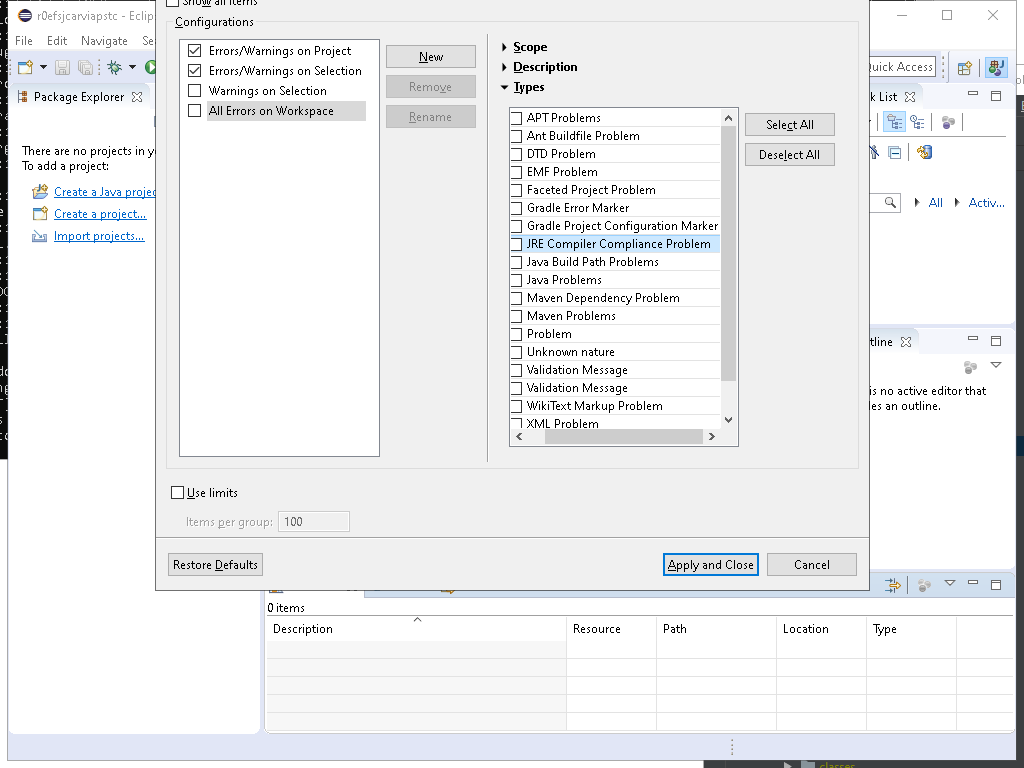 Show all items
r0efsjcarviapstc - Eclip
File Edit Navigate Se
Quick Access
Package Explorer
k List
Configurations
Errors/Warnings on Project
Errors/Warnings on Selection
Warnings on Selection
All Errors on Workspace
New
Remove
Rename
Scope
Description
Types
APT Problems
Ant Buildfile Problem
DTD Problem
EMF Problem
Faceted Project Problem
Gradle Error Marker
Gradle Project Configuration Marker
JRE Compiler Compliance Problem
Java Build Path Problems
Java Problems
Maven Dependency Problem
Maven Problems
Problem
Unknown nature
Validation Message
Validation Message
WikiText Markup Problem
XML Problem
Select All
Deselect All
There are no projects in yo
To add a project:
Create a Java projec
Create a project...
Import projects...
All Activ...
tline
is no active editor that
les an outline.
Use limits
Items per group: 100
Restore Defaults
Apply and Close
Cancel
0 items
Description Resource Path Location Type
classes